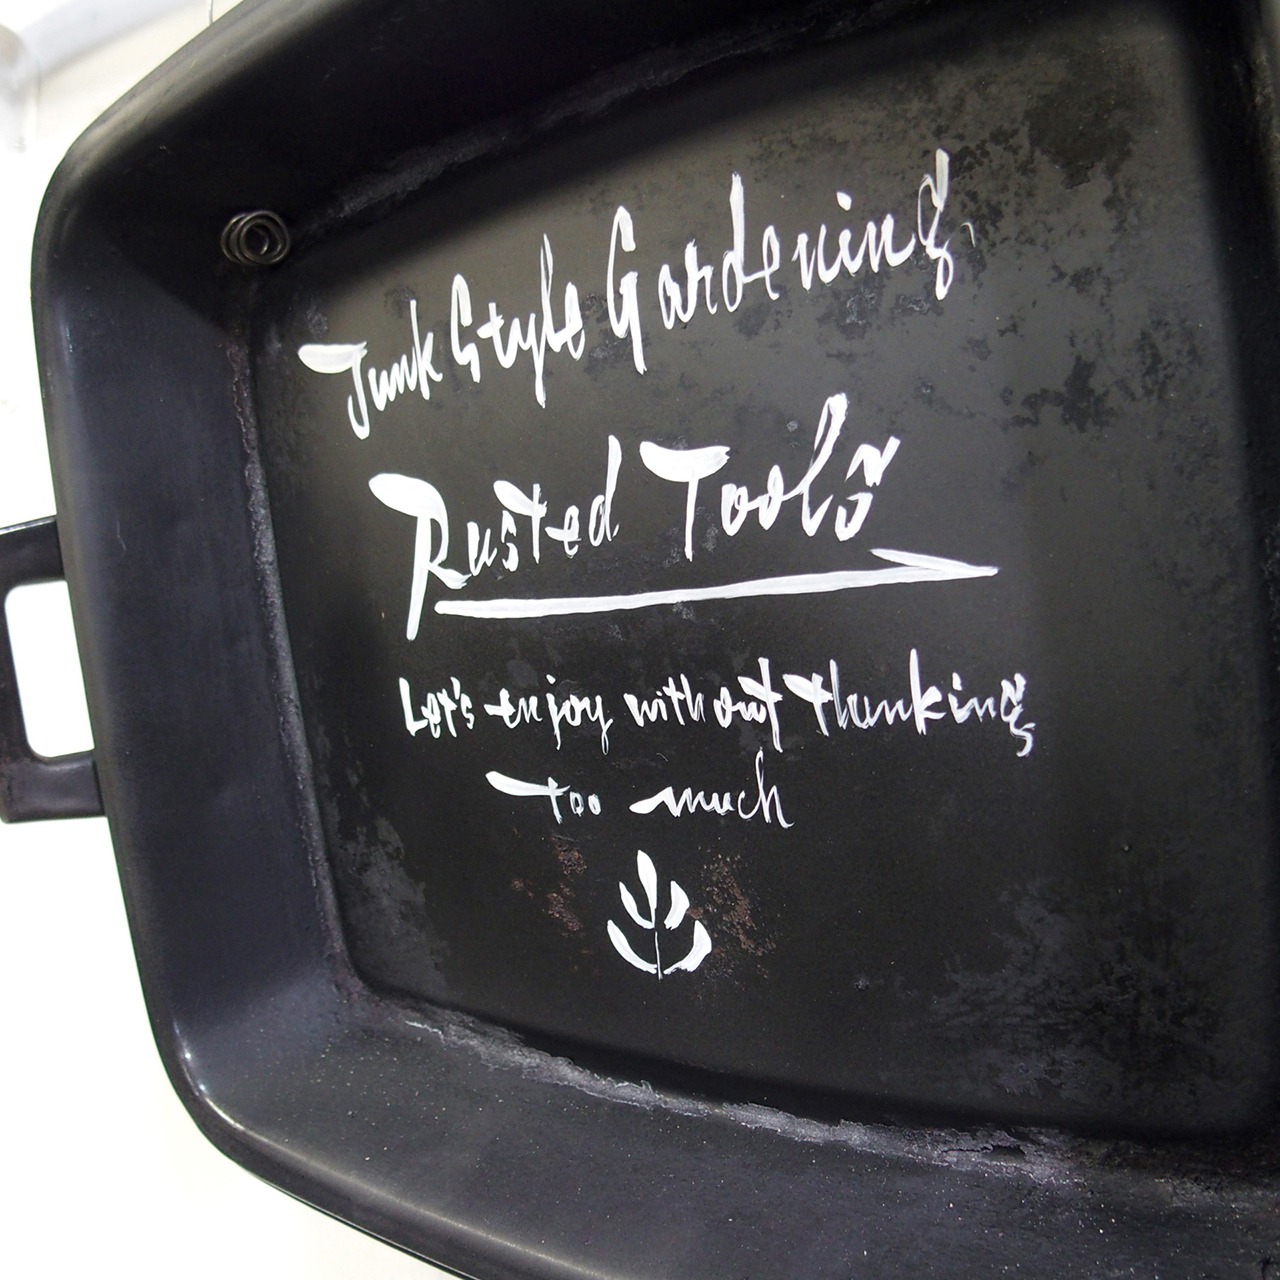 Junk Style Gardening
Rusted Tools
Let's enjoy without thinking
too much